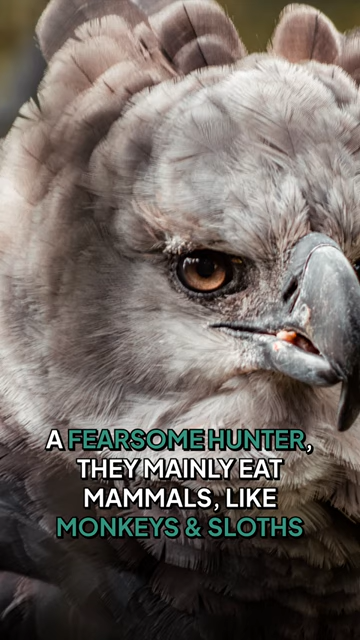 A FEARSOME HUNTER,
THEY MAINLY EAT
MAMMALS, LIKE
MONKEYS & SLOTHS